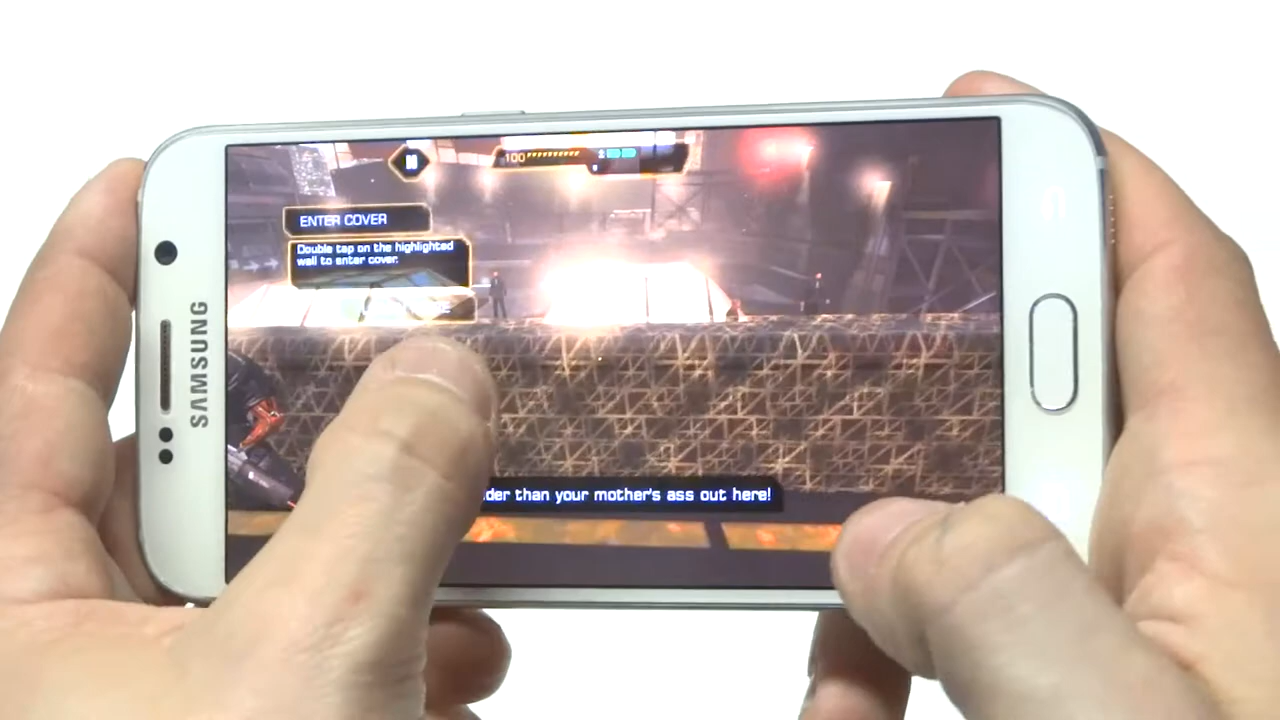 100
ENTER COVER
Double tap on the highlighted
wall to enter cover.
SAMSUNG
than your mother's ass out here!